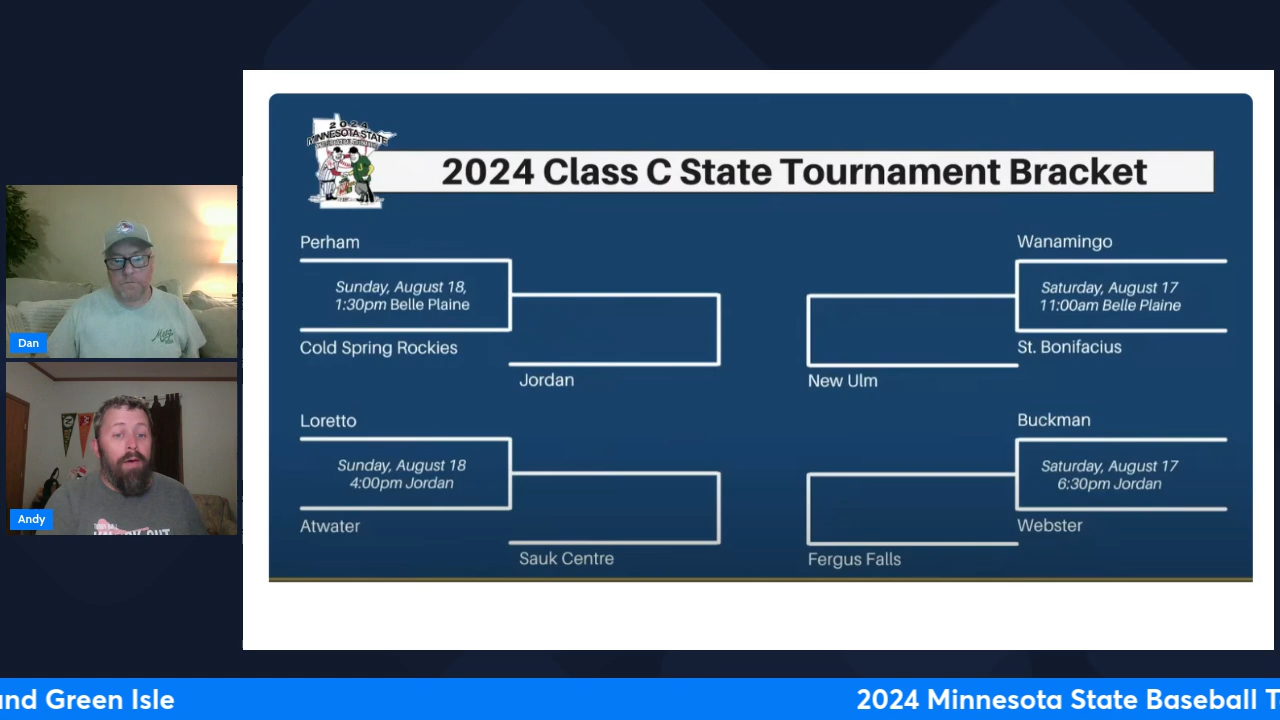 2024
MINNESOTA STATE
2024 Class C State Tournament Bracket
Perham
Sunday, August 18,
1:30pm Belle Plaine
Cold Spring Rockies
Jordan
Loretto
Sunday, August 18
4:00pm Jordan
Atwater
Sauk Centre
Wanamingo
Saturday, August 17
11:00am Belle Plaine
St. Bonifacius
New Ulm
Buckman
Saturday, August 17
6:30pm Jordan
Webster
Fergus Falls
Dan
Andy
and Green Isle
2024 Minnesota State Baseball T